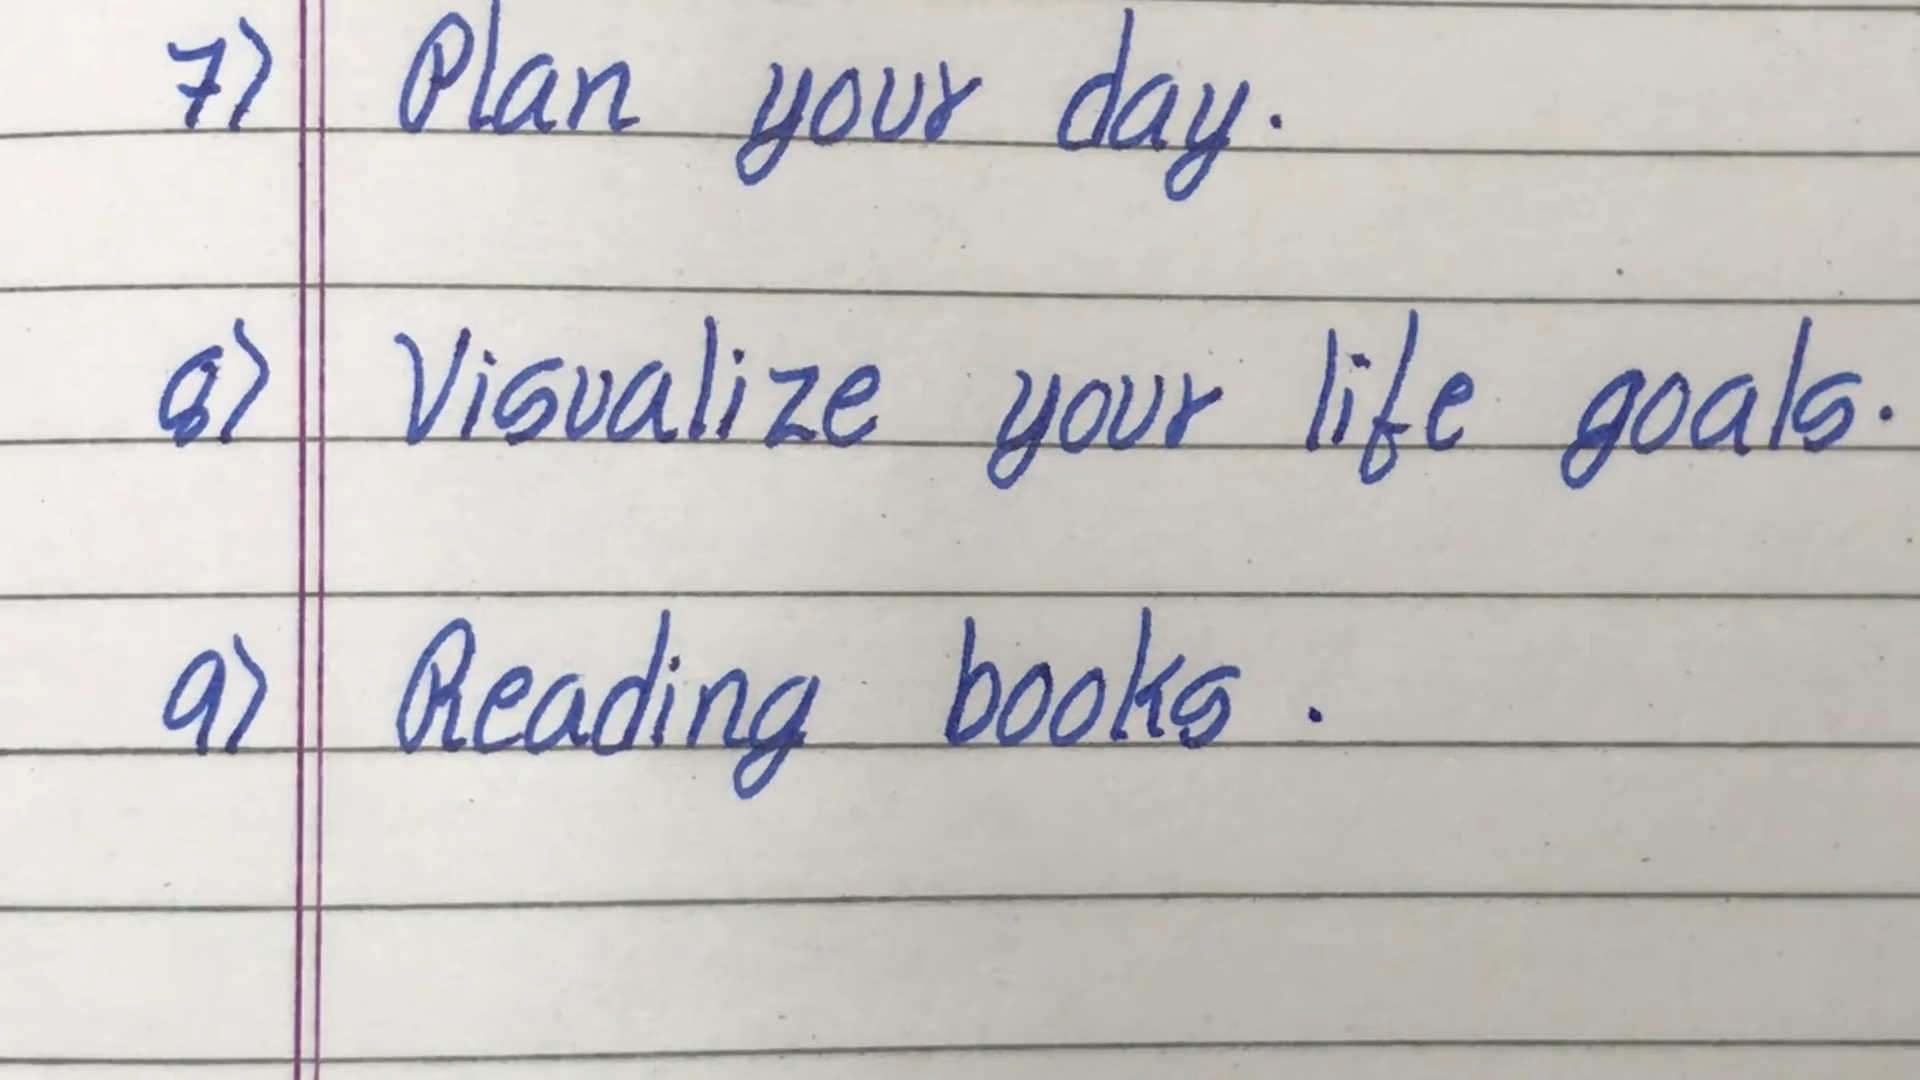 7) Plan your day.
8) Visualize your life goals.
9) Reading books.